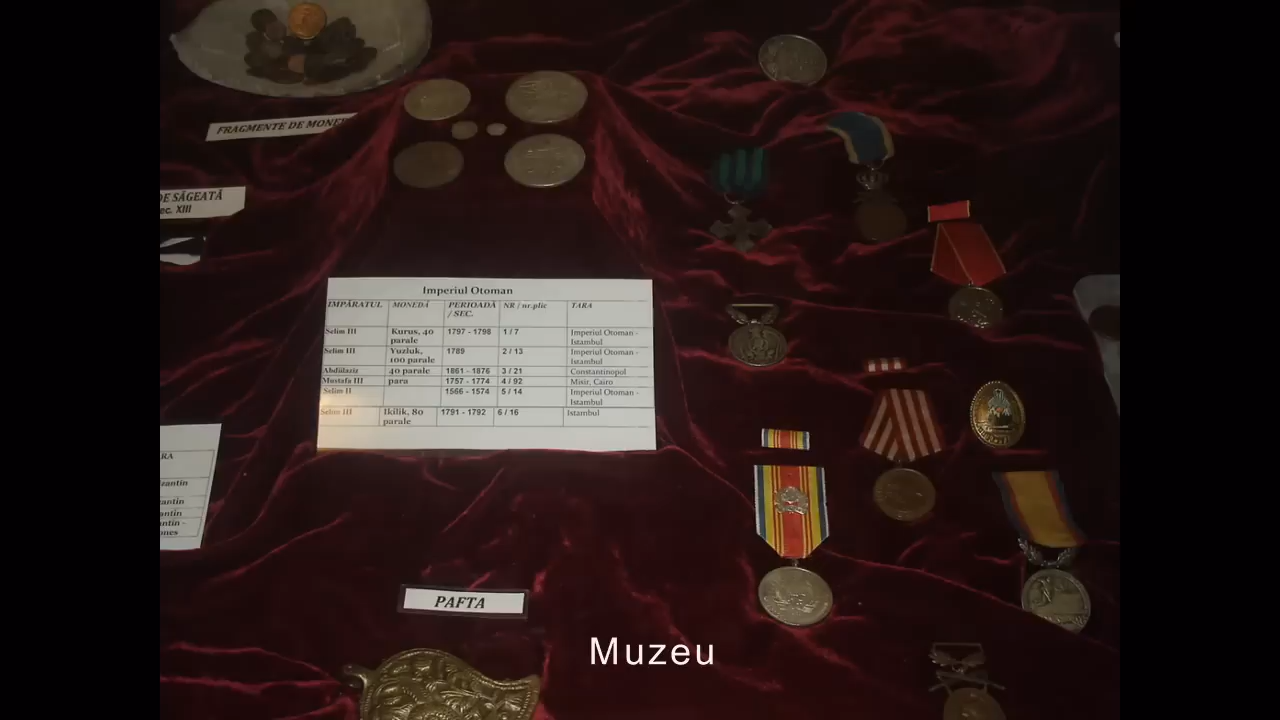 FRAGMENTE DE MONE
DE SĂGEATĂ
ec. XIII
Imperiul Otoman
IMPĂRATUL MONEDĂ PERIOADĂ / SEC. NR / nr.plic TARA
Selim III Kurus, 40 parale 1797 - 1798 1 / 7 Imperiul Otoman - Istambul
Selim III Yuzluk, 100 parale 1789 2 / 13 Imperiul Otoman - Istambul
Abdülaziz 40 parale 1861 - 1876 3 / 21 Constantinopol
Mustafa III para 1757 - 1774 4 / 92 Misir, Cairo
Selim II 1566 - 1574 5 / 14 Imperiul Otoman - Istambul
Selim III Ikilik, 80 parale 1791 - 1792 6 / 16 Istambul
RA
zantin
antin
antin
antin -
nes
PAFTA
Muzeu